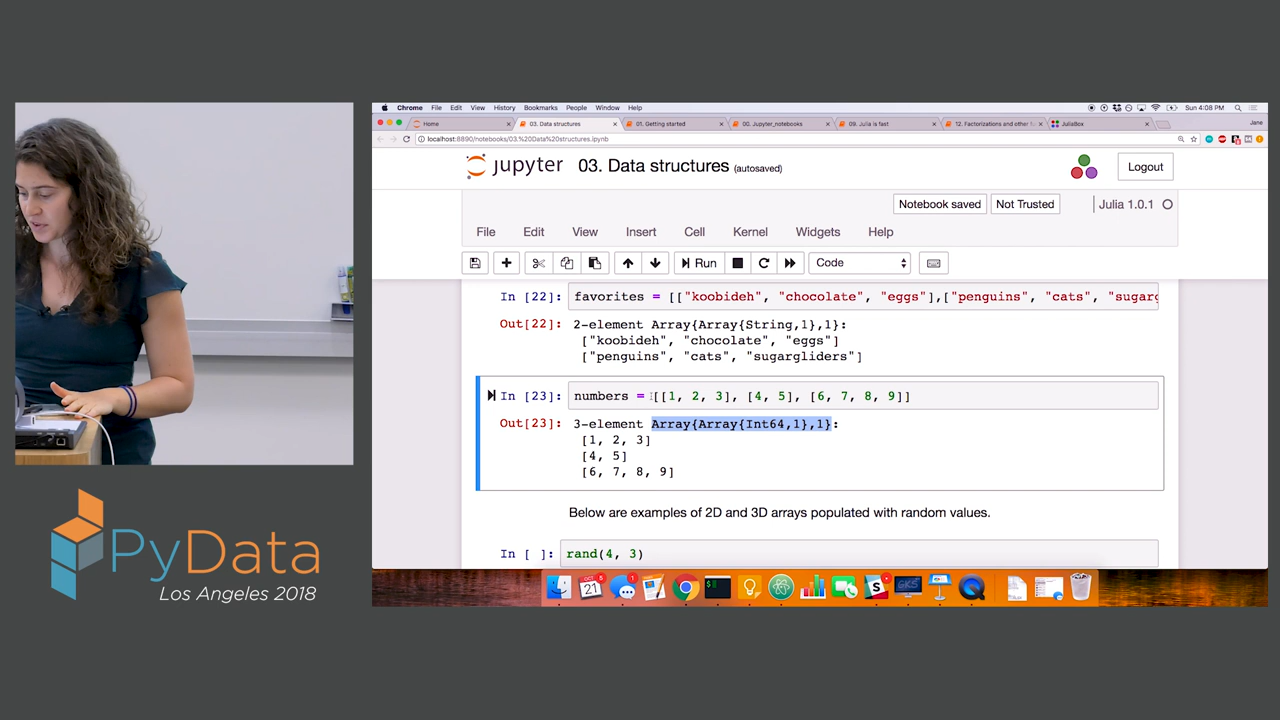 Chrome File Edit View History Bookmarks People Window Help
Sun 4:08 PM
Home
03. Data structures
01. Getting started
00. Jupyter_notebooks
09. Julia is fast
12. Factorizations and other f
JuliaBox
Jane
localhost:8890/notebooks/03.%20Data%20structures.ipynb
jupyter 03. Data structures (autosaved)
Logout
Notebook saved Not Trusted Julia 1.0.1
File Edit View Insert Cell Kernel Widgets Help
Run Code
In [22]: favorites = [["koobideh", "chocolate", "eggs"],["penguins", "cats", "sugarg
Out[22]: 2-element Array{Array{String,1},1}:
["koobideh", "chocolate", "eggs"]
["penguins", "cats", "sugargliders"]
In [23]: numbers = [[1, 2, 3], [4, 5], [6, 7, 8, 9]]
Out[23]: 3-element Array{Array{Int64,1},1}:
[1, 2, 3]
[4, 5]
[6, 7, 8, 9]
Below are examples of 2D and 3D arrays populated with random values.
In [ ]: rand(4, 3)
PyData
Los Angeles 2018